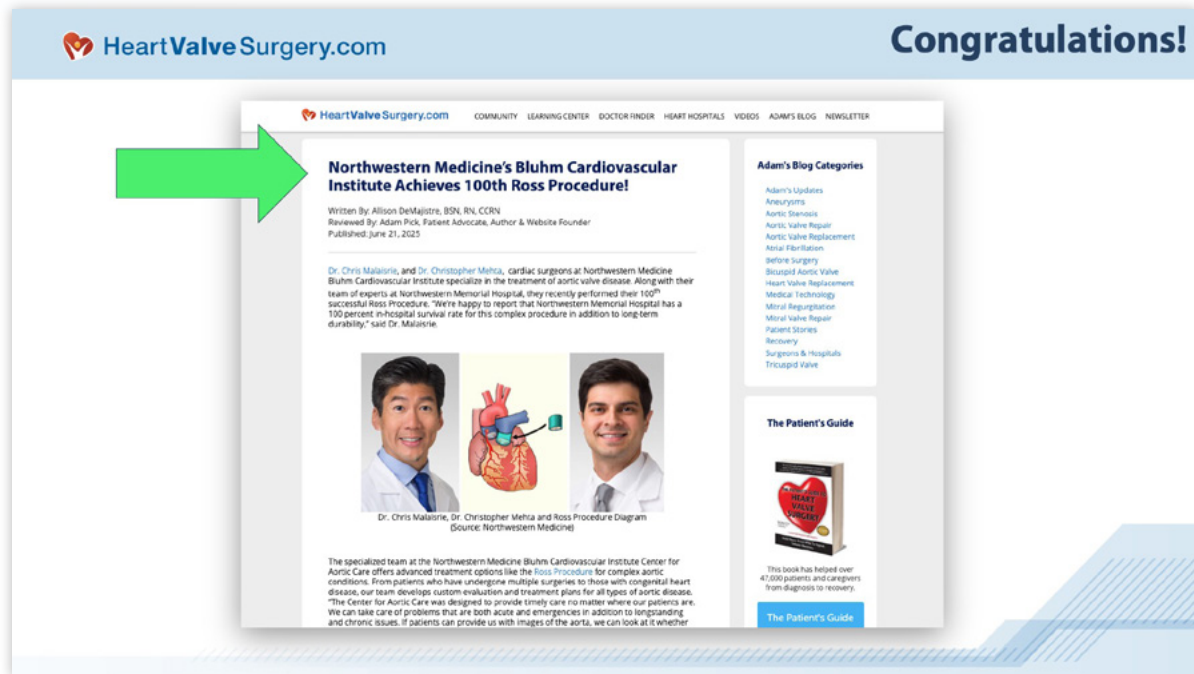 HeartValveSurgery.com
Congratulations!
HeartValveSurgery.com COMMUNITY LEARNING CENTER DOCTOR FINDER HEART HOSPITALS VIDEOS ADAM'S BLOG NEWSLETTER
Northwestern Medicine's Bluhm Cardiovascular
Institute Achieves 100th Ross Procedure!
Written By: Allison DeMajistre, BSN, RN, CCRN
Reviewed By: Adam Pick, Patient Advocate, Author & Website Founder
Published: June 21, 2025
Dr. Chris Malaisrie, and Dr. Christopher Mehta, cardiac surgeons at Northwestern Medicine
Bluhm Cardiovascular Institute specialize in the treatment of aortic valve disease. Along with their
team of experts at Northwestern Memorial Hospital, they recently performed their 100th
successful Ross Procedure. "We're happy to report that Northwestern Memorial Hospital has a
100 percent in-hospital survival rate for this complex procedure in addition to long-term
durability," said Dr. Malaisrie.
Dr. Chris Malaisrie, Dr. Christopher Mehta and Ross Procedure Diagram
(Source: Northwestern Medicine)
The specialized team at the Northwestern Medicine Bluhm Cardiovascular Institute Center for
Aortic Care offers advanced treatment options like the Ross Procedure for complex aortic
conditions. From patients who have undergone multiple surgeries to those with congenital heart
disease, our team develops custom evaluation and treatment plans for all types of aortic disease.
"The Center for Aortic Care was designed to provide timely care no matter where our patients are.
We can take care of problems that are both acute and emergencies in addition to longstanding
and chronic issues. If patients can provide us with images of the aorta, we can look at it whether
Adam's Blog Categories
Adam's Updates
Aneurysms
Aortic Stenosis
Aortic Valve Repair
Aortic Valve Replacement
Atrial Fibrillation
Before Surgery
Bicuspid Aortic Valve
Heart Valve Replacement
Medical Technology
Mitral Regurgitation
Mitral Valve Repair
Patient Stories
Recovery
Surgeons & Hospitals
Tricuspid Valve
The Patient's Guide
HEART
VALVE
SURGERY
This book has helped over
47,000 patients and caregivers
from diagnosis to recovery.
The Patient's Guide